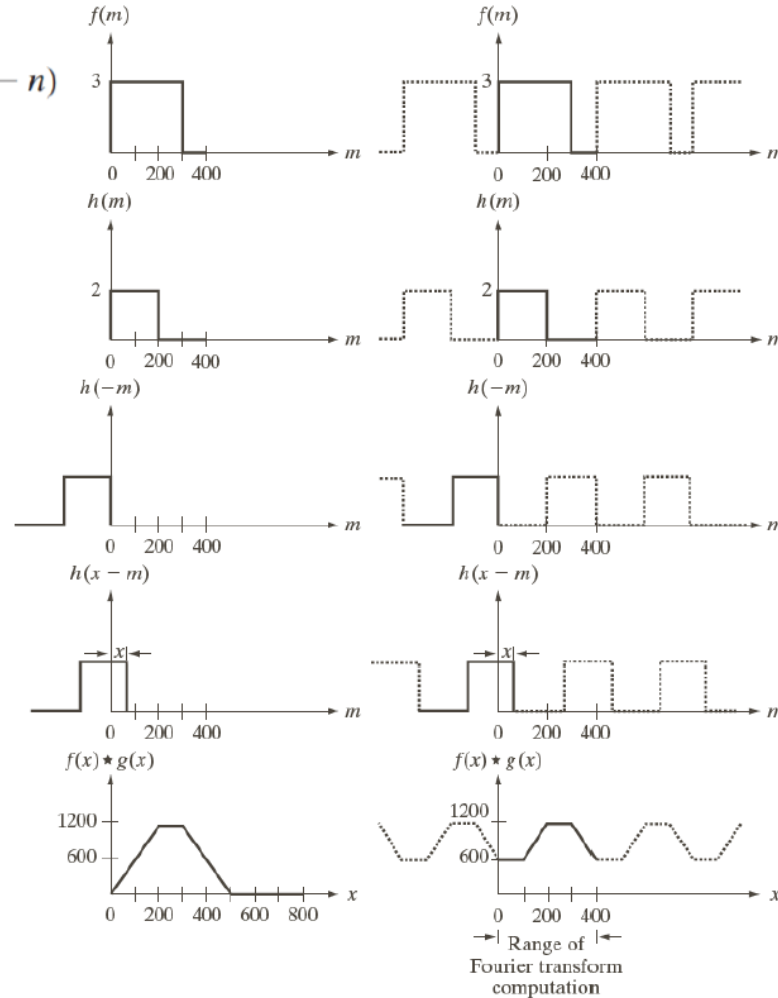 – n)
f(m)
3
0 200 400
m
f(m)
3
0 200 400
h(m)
2
0 200 400
m
h(m)
2
0 200 400
h(−m)
0 200 400
m
h(−m)
0 200 400
h(x − m)
x
0 200 400
m
h(x − m)
x
0 200 400
f(x) ★ g(x)
1200
600
0 200 400 600 800
x
f(x) ★ g(x)
1200
600
0 200 400
x
Range of
Fourier transform
computation